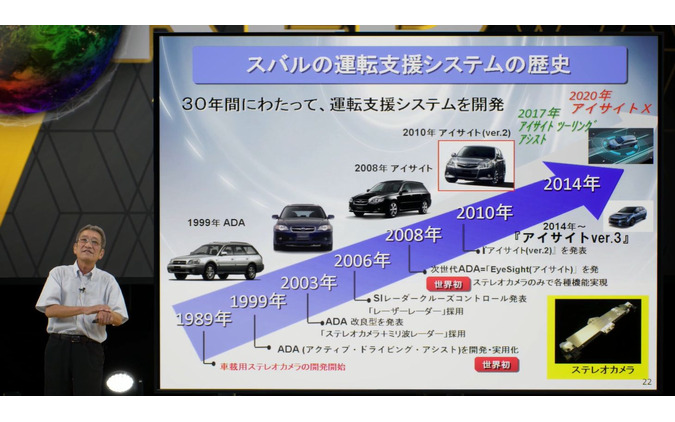 スバルの運転支援システムの歴史
30年間にわたって、運転支援システムを開発
2020年
アイサイトX
2017年
アイサイト ツーリング
アシスト
2010年 アイサイト(ver.2)
2008年 アイサイト
1999年 ADA
2014年
2014年~
『アイサイトver.3』
2010年
『アイサイト(ver.2)』を発表
2008年
次世代ADA=「EyeSight(アイサイト)』を発
世界初 ステレオカメラのみで各種機能実現
2006年
SIレーダークルーズコントロール発表
「レーザーレーダー」採用
2003年
ADA 改良型を発表
「ステレオカメラ+ミリ波レーダー」採用
1999年
ADA (アクティブ・ドライビング・アシスト)を開発・実用化
世界初
1989年
車載用ステレオカメラの開発開始
ステレオカメラ
22